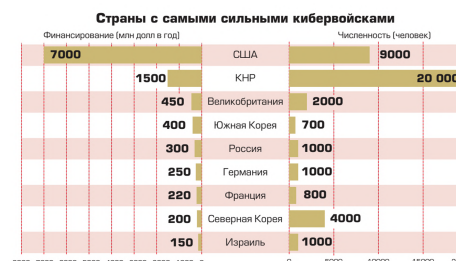 Страны с самыми сильными кибервойсками
Финансирование (млн долл в год) Численность (человек)
7000 США 9000
1500 КНР 20 000
450 Великобритания 2000
400 Южная Корея 700
300 Россия 1000
250 Германия 1000
220 Франция 800
200 Северная Корея 4000
150 Израиль 1000